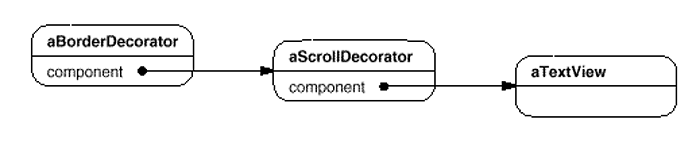 aBorderDecorator
component
aScrollDecorator
component
aTextView